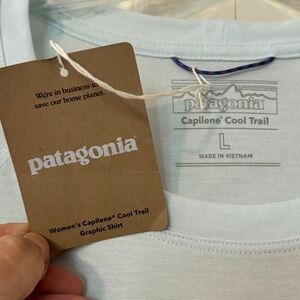 We're in business to
save our home planet.
patagonia
Women's Capilene® Cool Trail
Graphic Shirt
patagonia
Capilene® Cool Trail
L
MADE IN VIETNAM